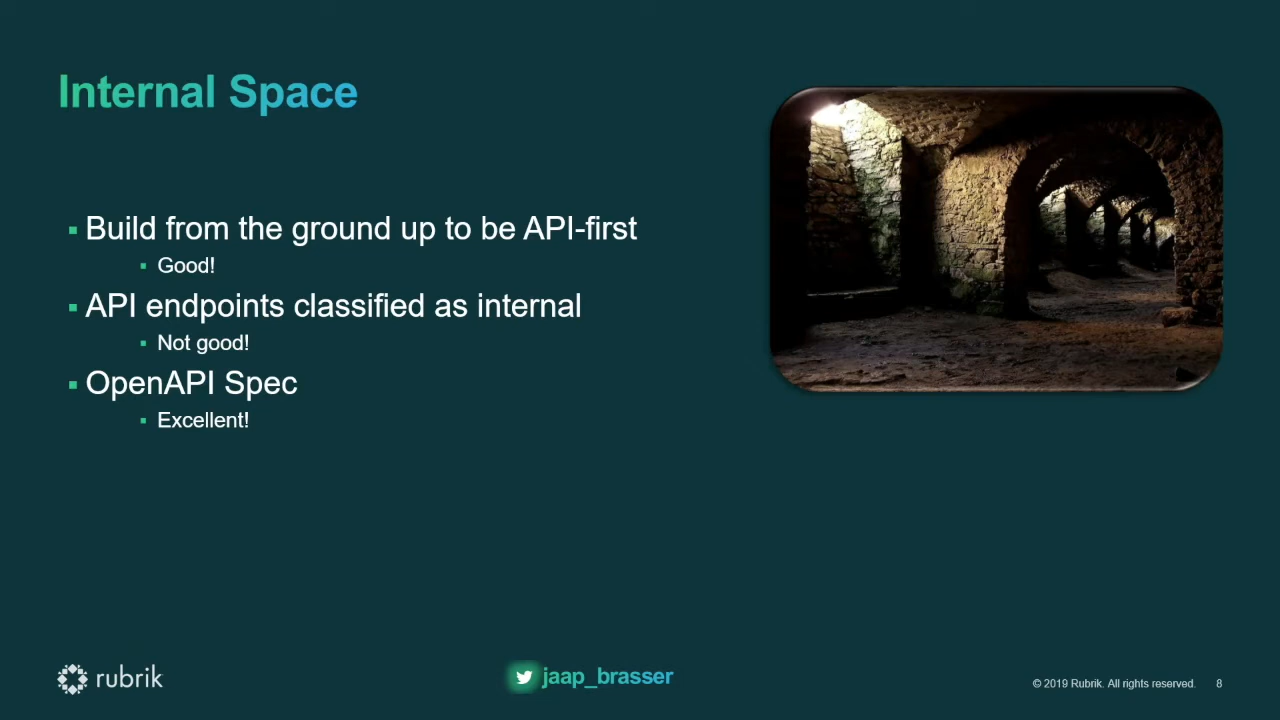 Internal Space
Build from the ground up to be API-first
Good!
API endpoints classified as internal
Not good!
OpenAPI Spec
Excellent!
rubrik
jaap_brasser
© 2019 Rubrik. All rights reserved.
8